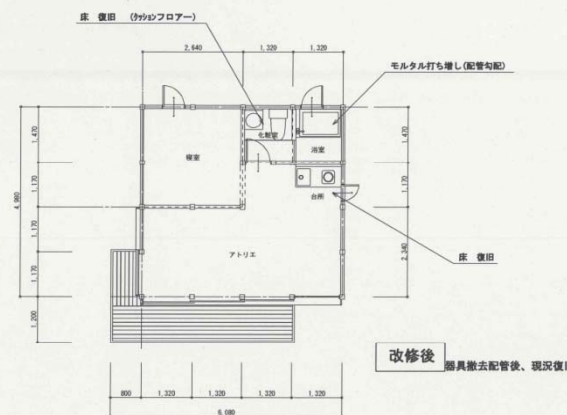 床 復旧 (クッションフロアー)
2,640
1,320
1,320
モルタル打ち増し(配管勾配)
1,470
1,170
1,170
1,170
1,200
4,980
化粧室
浴室
寝室
台所
アトリエ
1,470
1,170
2,340
床 復旧
改修後
器具撤去配管後、現況復旧
800
1,320
1,320
1,320
1,320
6,080